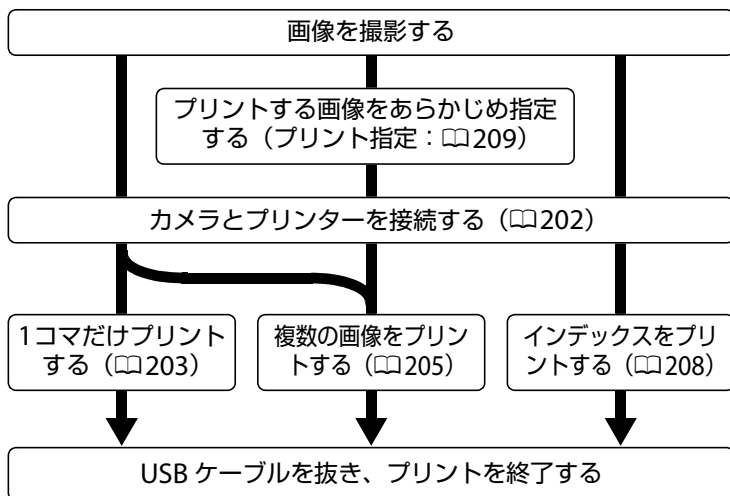 画像を撮影する
プリントする画像をあらかじめ指定
する（プリント指定：📖209）
カメラとプリンターを接続する（📖202）
1コマだけプリント
する（📖203）
複数の画像をプリン
トする（📖205）
インデックスをプリ
ントする（📖208）
USB ケーブルを抜き、プリントを終了する